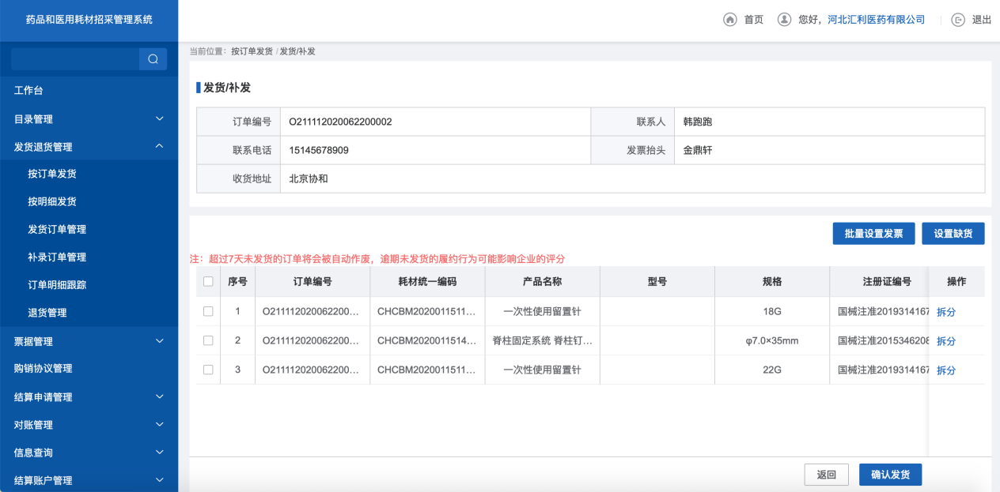 药品和医用耗材招采管理系统
首页 您好，河北汇利医药有限公司 退出
当前位置：按订单发货 / 发货/补发
工作台
目录管理
发货退货管理
按订单发货
按明细发货
发货订单管理
补录订单管理
订单明细跟踪
退货管理
票据管理
购销协议管理
结算申请管理
对账管理
信息查询
结算账户管理
发货/补发
订单编号 O211112020062200002 联系人 韩跑跑
联系电话 15145678909 发票抬头 金鼎轩
收货地址 北京协和
批量设置发票 设置缺货
注：超过7天未发货的订单将会被自动作废，逾期未发货的履约行为可能影响企业的评分
序号 订单编号 耗材统一编码 产品名称 型号 规格 注册证编号 操作
1 O211112020062200... CHCBM2020011511... 一次性使用留置针 18G 国械注准2019314167 拆分
2 O211112020062200... CHCBM2020011514... 脊柱固定系统 脊柱钉... φ7.0×35mm 国械注准2015346208 拆分
3 O211112020062200... CHCBM2020011511... 一次性使用留置针 22G 国械注准2019314167 拆分
返回 确认发货